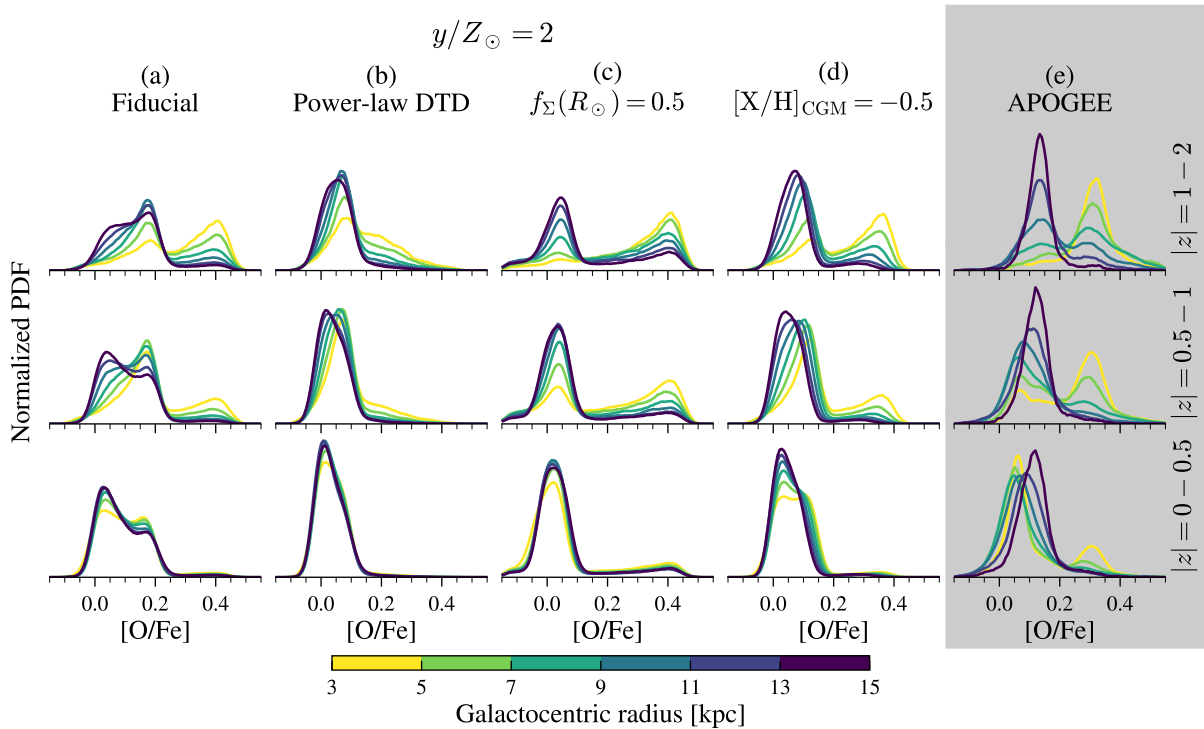 y/Z☉ = 2
(a)
Fiducial
(b)
Power-law DTD
(c)
f_Σ(R☉) = 0.5
(d)
[X/H]_CGM = −0.5
(e)
APOGEE
Normalized PDF
|z| = 1 − 2
|z| = 0.5 − 1
|z| = 0 − 0.5
0.0 0.2 0.4
0.0 0.2 0.4
0.0 0.2 0.4
0.0 0.2 0.4
0.0 0.2 0.4
[O/Fe]
[O/Fe]
[O/Fe]
[O/Fe]
[O/Fe]
3 5 7 9 11 13 15
Galactocentric radius [kpc]